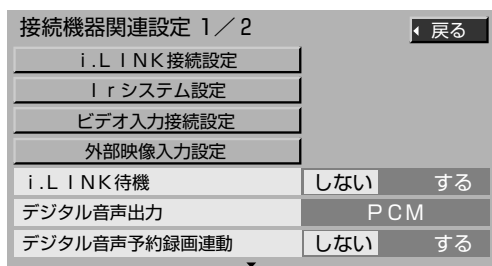 接続機器関連設定 1／2
戻る
i.LINK接続設定
Irシステム設定
ビデオ入力接続設定
外部映像入力設定
i.LINK待機 しない する
デジタル音声出力 PCM
デジタル音声予約録画連動 しない する